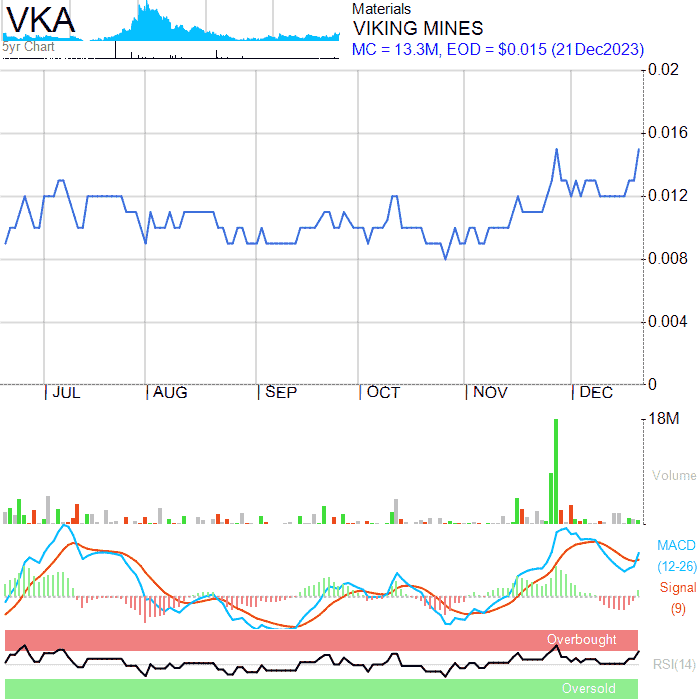 VKA
5yr Chart
Materials
VIKING MINES
MC = 13.3M, EOD = $0.015 (21Dec2023)
0.02
0.016
0.012
0.008
0.004
0
JUL AUG SEP OCT NOV DEC
18M
Volume
MACD
(12-26)
Signal
(9)
Overbought
RSI(14)
Oversold